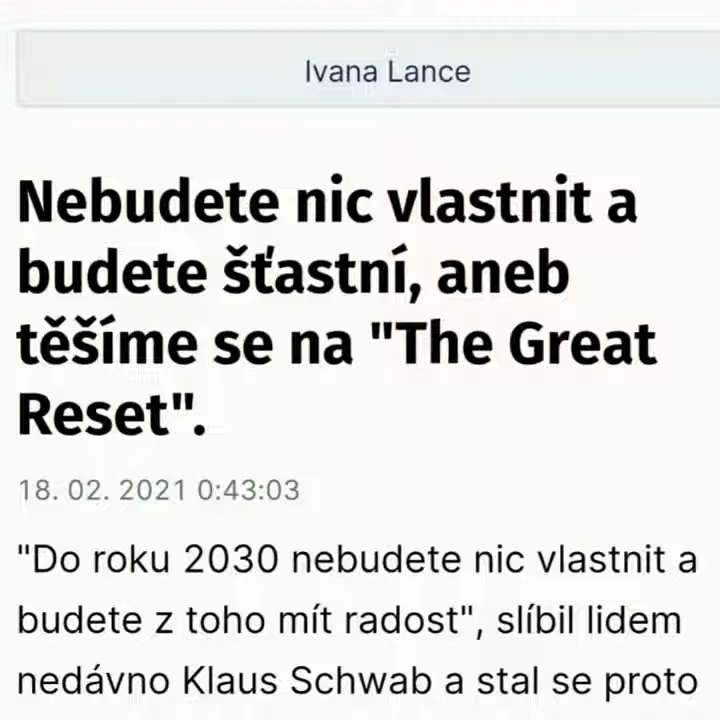 Ivana Lance
Nebudete nic vlastnit a
budete šťastní, aneb
těšíme se na "The Great
Reset".
18. 02. 2021 0:43:03
"Do roku 2030 nebudete nic vlastnit a
budete z toho mít radost", slíbil lidem
nedávno Klaus Schwab a stal se proto